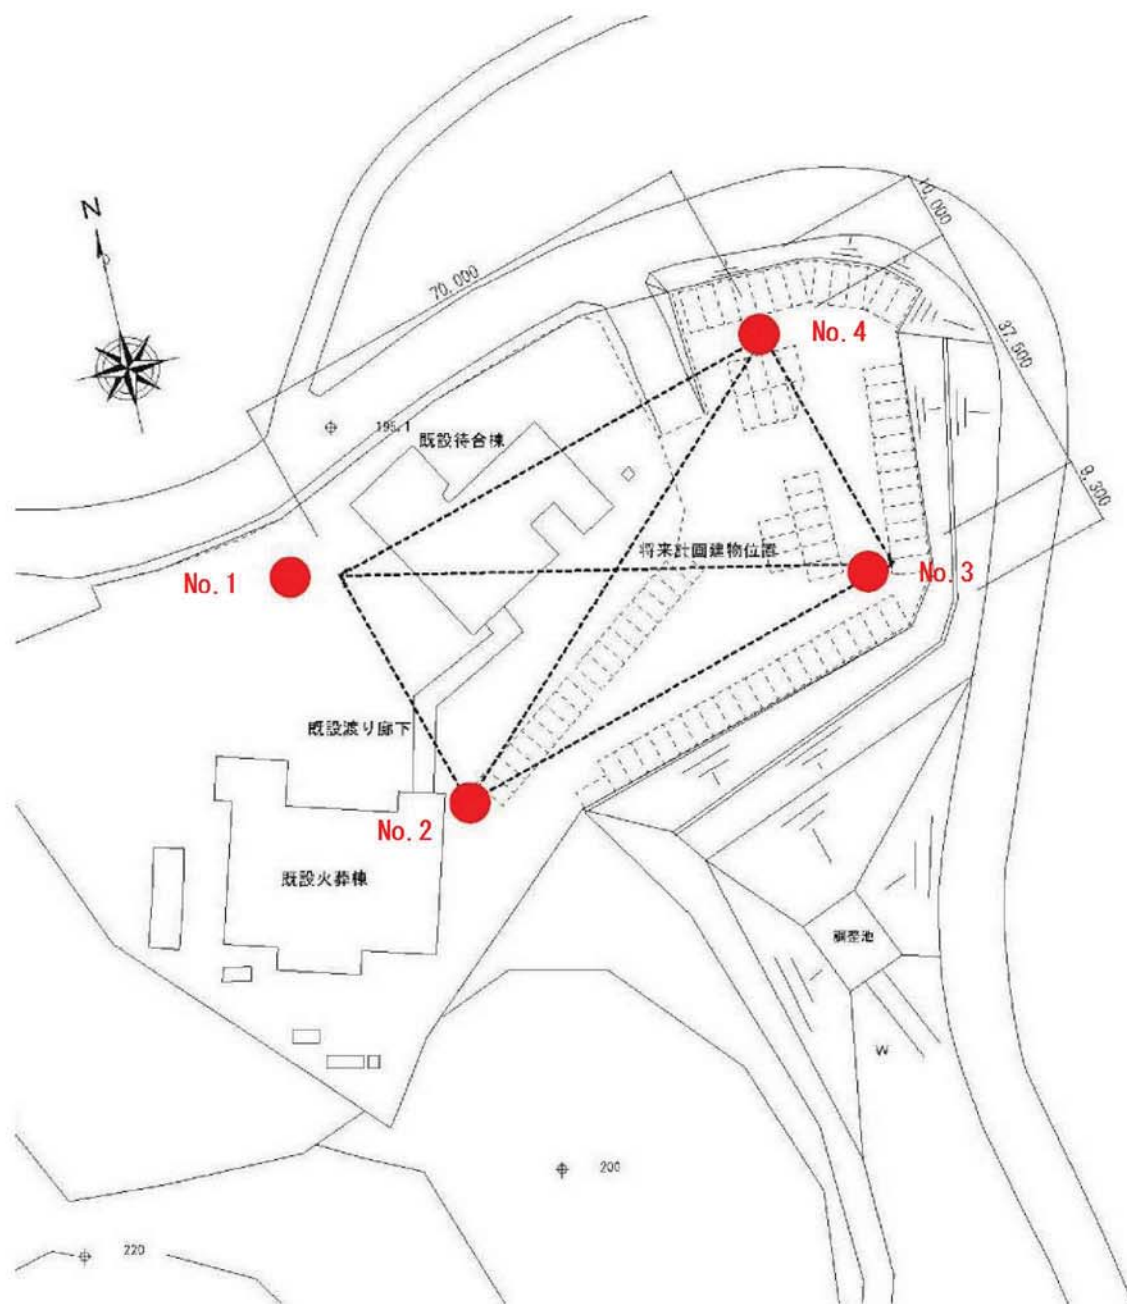 N
10,000
70,000
37,500
No.4
195.1
既設待合棟
9,300
将来計画建物位置
No.1
No.3
既設渡り廊下
No.2
既設火葬棟
調整池
W
200
220